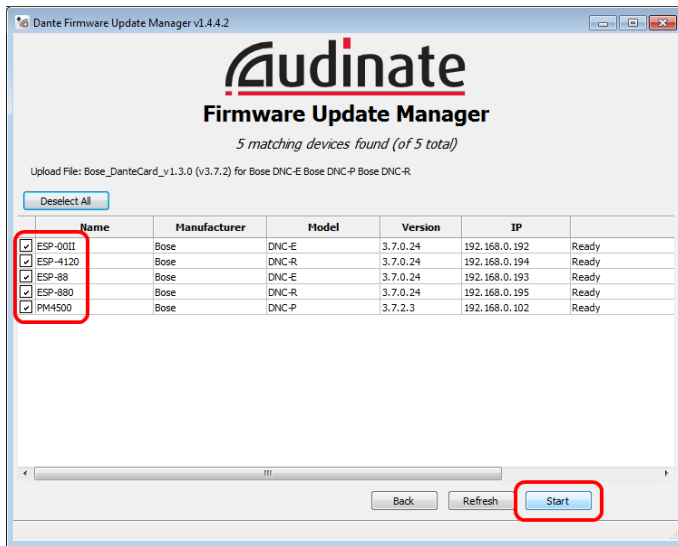 Dante Firmware Update Manager v1.4.4.2
Audinate
Firmware Update Manager
5 matching devices found (of 5 total)
Upload File: Bose_DanteCard_v1.3.0 (v3.7.2) for Bose DNC-E Bose DNC-P Bose DNC-R
Deselect All
Name Manufacturer Model Version IP
ESP-00II Bose DNC-E 3.7.0.24 192.168.0.192 Ready
ESP-4120 Bose DNC-R 3.7.0.24 192.168.0.194 Ready
ESP-88 Bose DNC-E 3.7.0.24 192.168.0.193 Ready
ESP-880 Bose DNC-R 3.7.0.24 192.168.0.195 Ready
PM4500 Bose DNC-P 3.7.2.3 192.168.0.102 Ready
Back Refresh Start